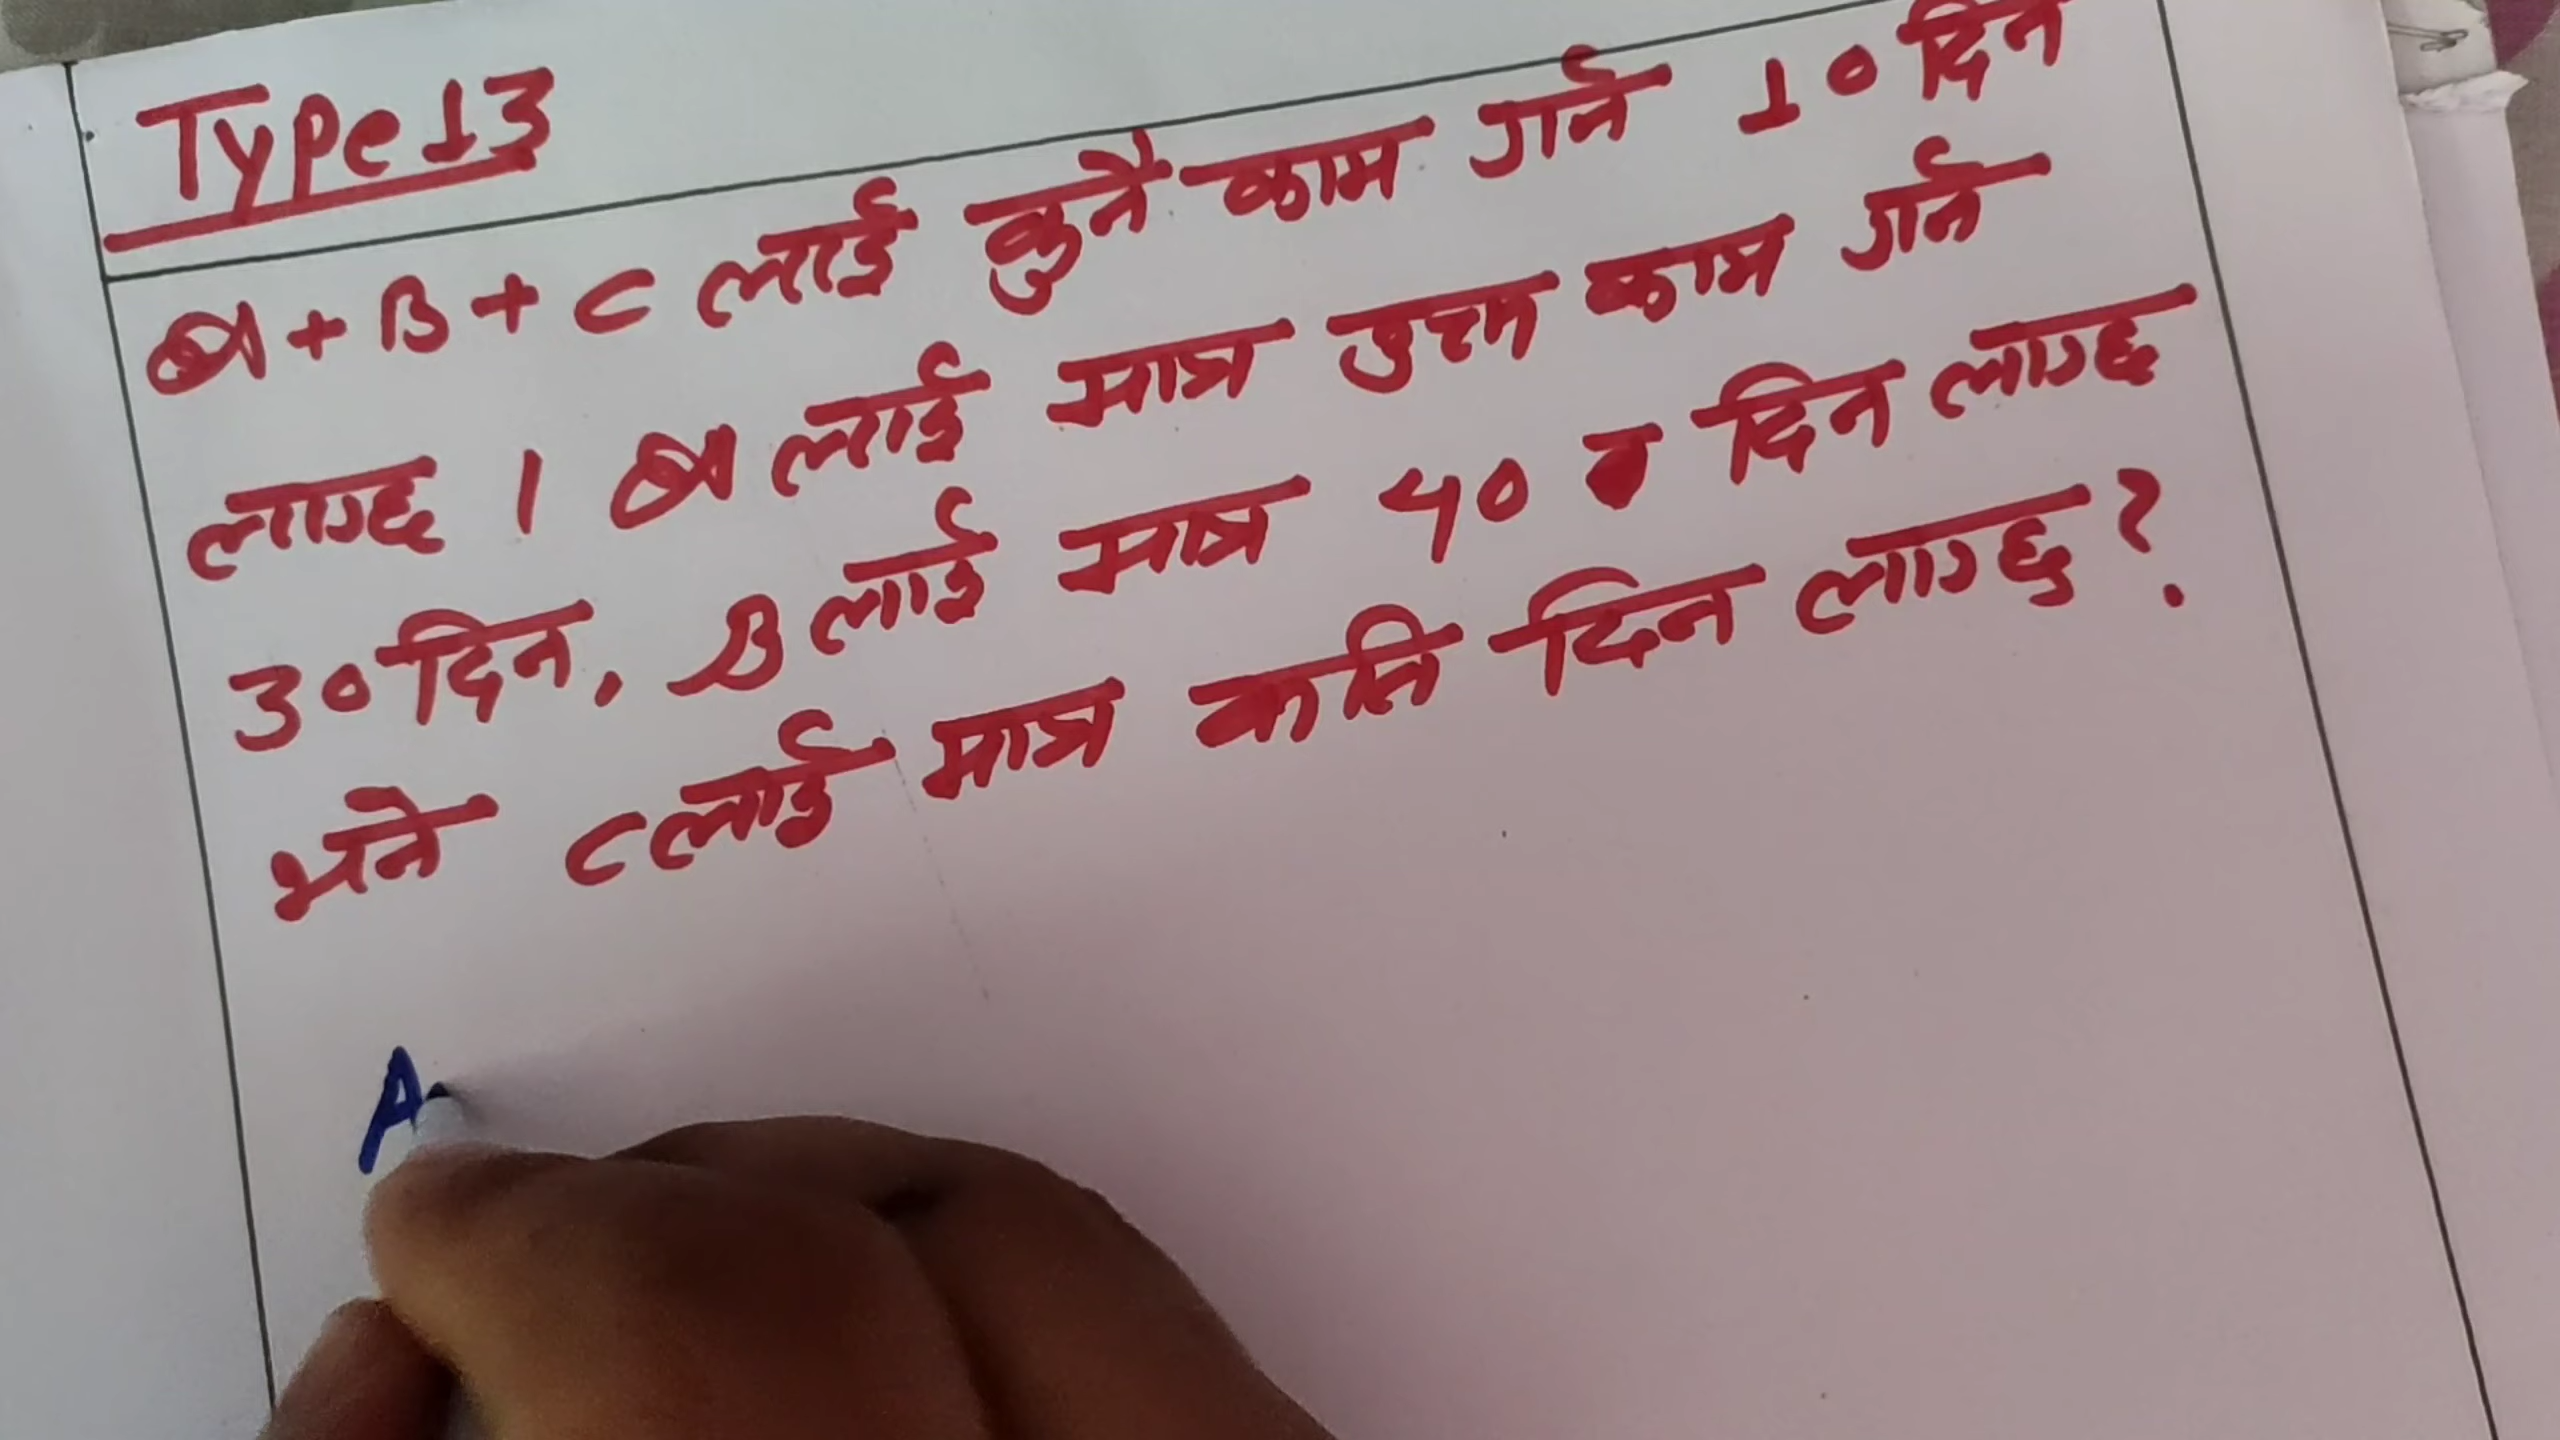 Type 13
A + B + C लाई कुनै काम गर्न 10 दिन
लाग्छ । A लाई मात्र उक्त काम गर्न
30 दिन, B लाई मात्र 40 दिन लाग्छ
भने C लाई मात्र कति दिन लाग्छ ?
A